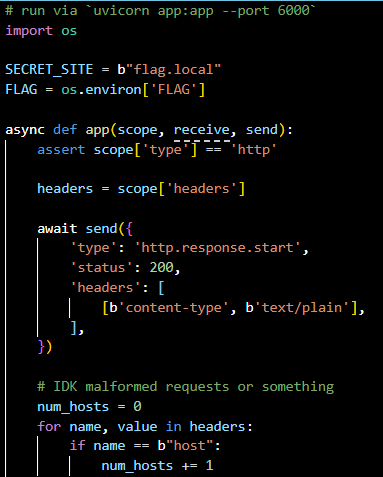 # run via `uvicorn app:app --port 6000`
import os
SECRET_SITE = b"flag.local"
FLAG = os.environ['FLAG']
async def app(scope, receive, send):
assert scope['type'] == 'http'
headers = scope['headers']
await send({
'type': 'http.response.start',
'status': 200,
'headers': [
[b'content-type', b'text/plain'],
],
})
# IDK malformed requests or something
num_hosts = 0
for name, value in headers:
if name == b"host":
num_hosts += 1